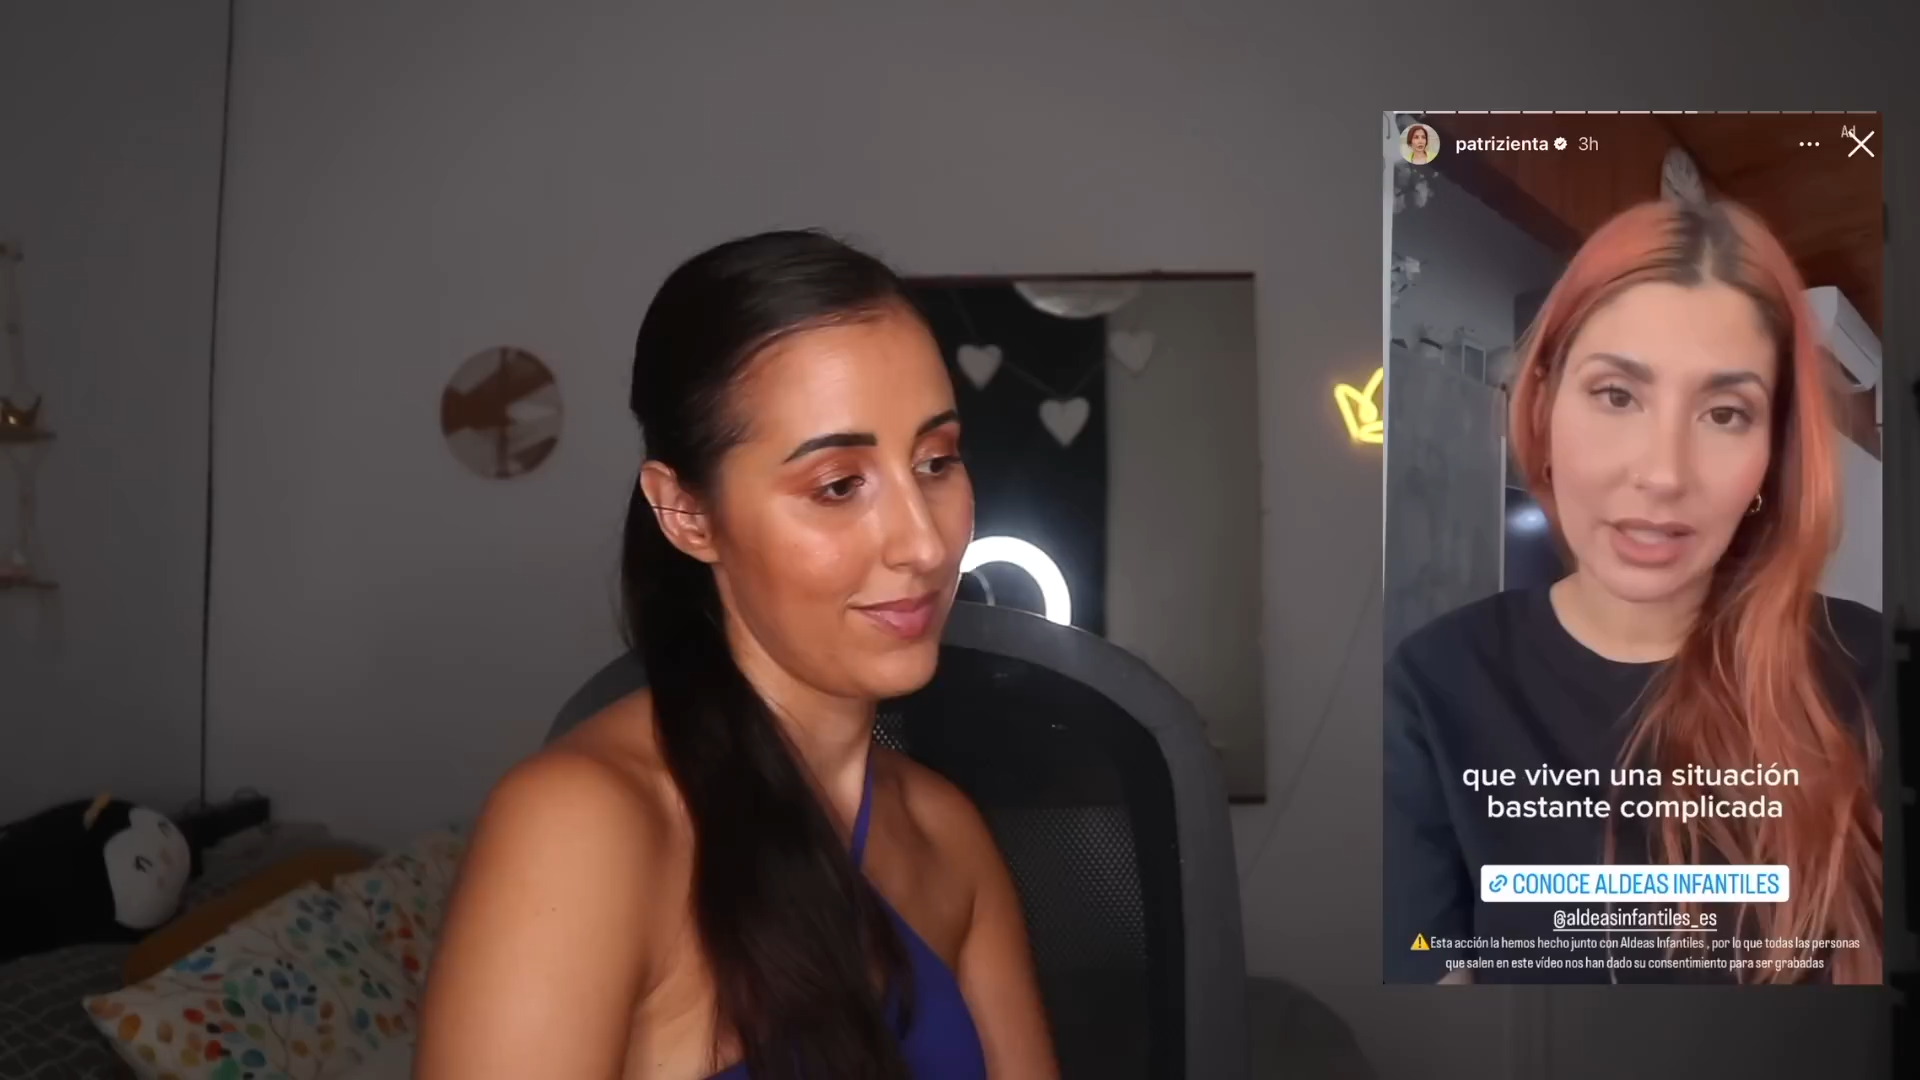 patrizienta 3h
Ad
que viven una situación
bastante complicada
CONOCE ALDEAS INFANTILES
@aldeasinfantiles_es
⚠️Esta acción la hemos hecho junto con Aldeas Infantiles , por lo que todas las personas
que salen en este vídeo nos han dado su consentimiento para ser grabadas